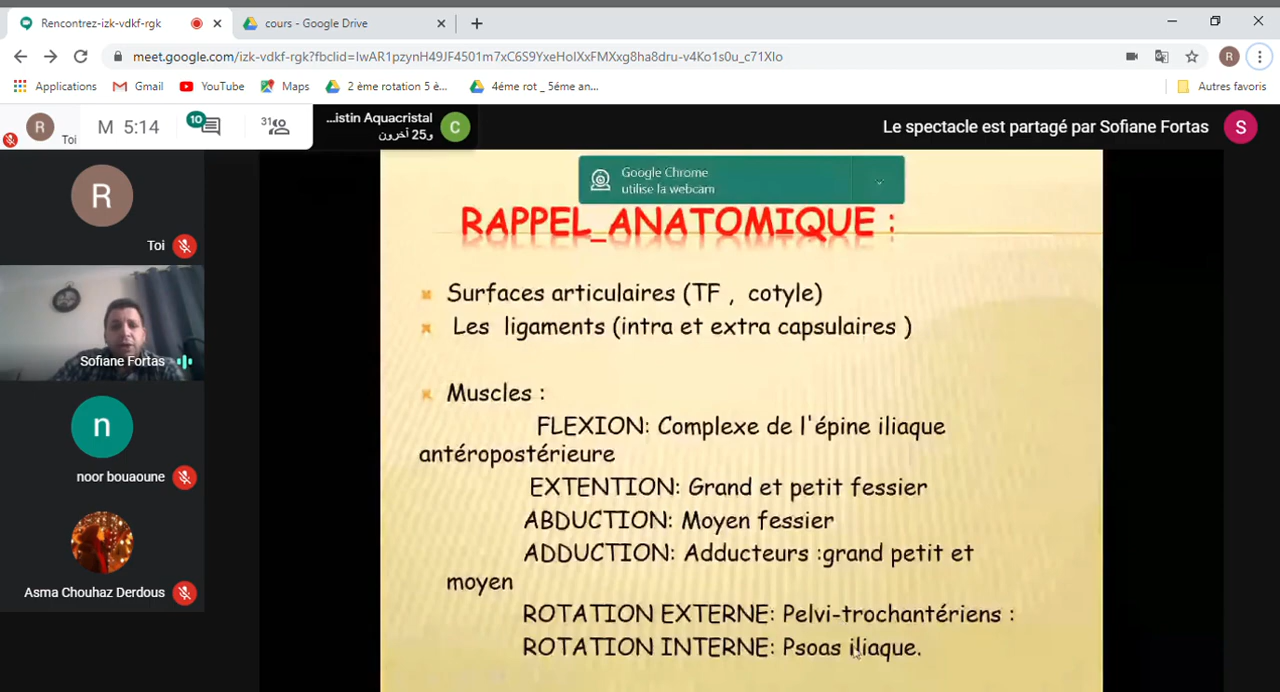 Rencontrez-izk-vdkf-rgk
cours - Google Drive
meet.google.com/izk-vdkf-rgk?fbclid=IwAR1pzynH49JF4501m7xC6S9YxeHoIXxFMXxg8ha8dru-v4Ko1s0u_c71XIo
Applications
Gmail
YouTube
Maps
2 ème rotation 5 è...
4éme rot _ 5éme an...
Autres favoris
R
Toi
M 5:14
10
31
...istin Aquacristal
و25 آخرون
C
Le spectacle est partagé par Sofiane Fortas
S
Google Chrome
utilise la webcam
R
Toi
Sofiane Fortas
n
noor bouaoune
Asma Chouhaz Derdous
RAPPEL_ANATOMIQUE :
Surfaces articulaires (TF , cotyle)
Les ligaments (intra et extra capsulaires )
Muscles :
FLEXION: Complexe de l'épine iliaque
antéropostérieure
EXTENTION: Grand et petit fessier
ABDUCTION: Moyen fessier
ADDUCTION: Adducteurs :grand petit et
moyen
ROTATION EXTERNE: Pelvi-trochantériens :
ROTATION INTERNE: Psoas iliaque.